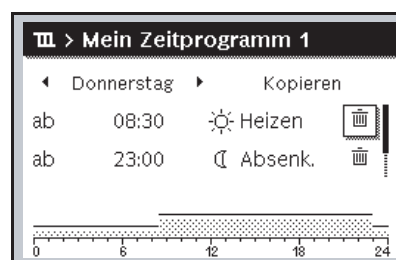 > Mein Zeitprogramm 1
Donnerstag Kopieren
ab 08:30 Heizen
ab 23:00 Absenk.
0 6 12 18 24